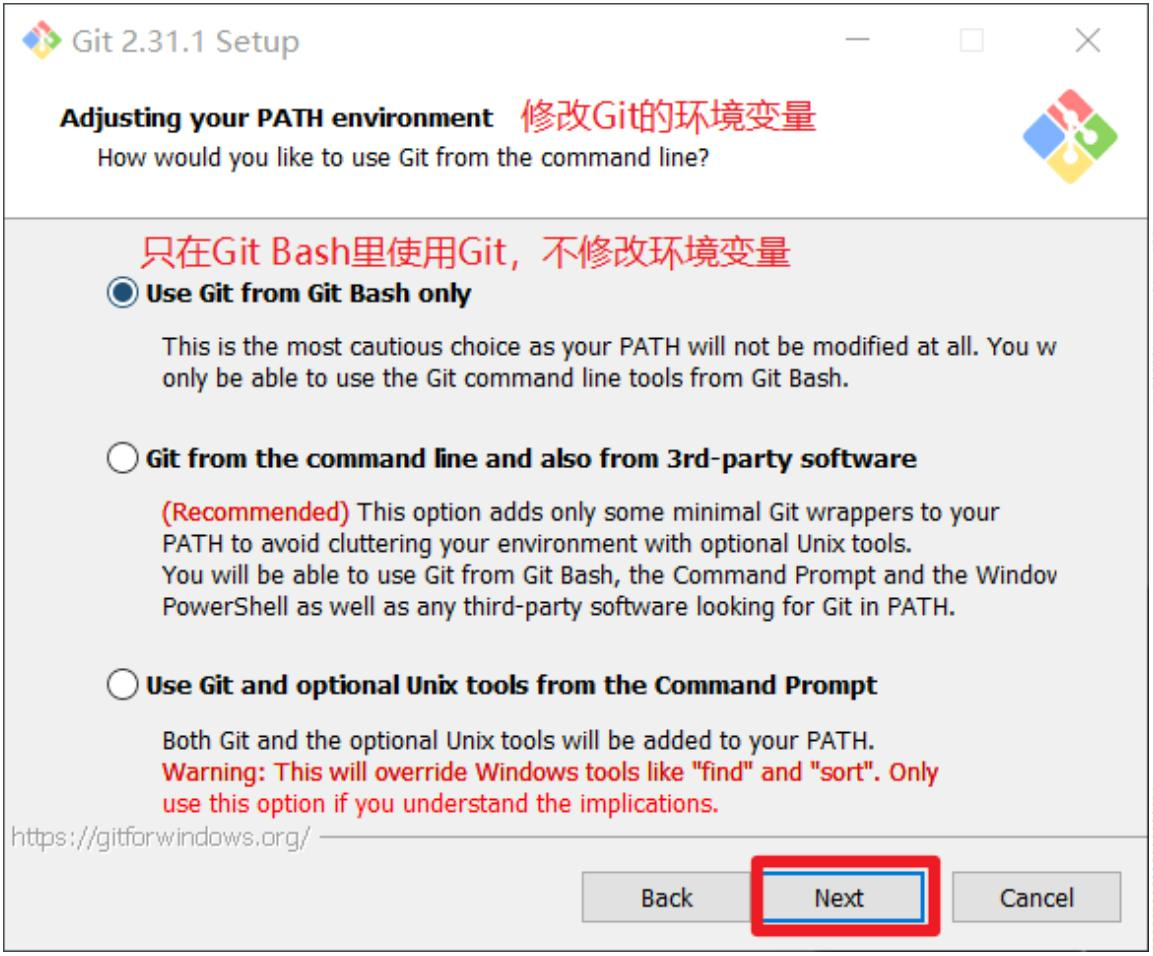 Git 2.31.1 Setup
Adjusting your PATH environment 修改Git的环境变量
How would you like to use Git from the command line?
只在Git Bash里使用Git，不修改环境变量
Use Git from Git Bash only
This is the most cautious choice as your PATH will not be modified at all. You w
only be able to use the Git command line tools from Git Bash.
Git from the command line and also from 3rd-party software
(Recommended) This option adds only some minimal Git wrappers to your
PATH to avoid cluttering your environment with optional Unix tools.
You will be able to use Git from Git Bash, the Command Prompt and the Window
PowerShell as well as any third-party software looking for Git in PATH.
Use Git and optional Unix tools from the Command Prompt
Both Git and the optional Unix tools will be added to your PATH.
Warning: This will override Windows tools like "find" and "sort". Only
use this option if you understand the implications.
https://gitforwindows.org/
Back Next Cancel